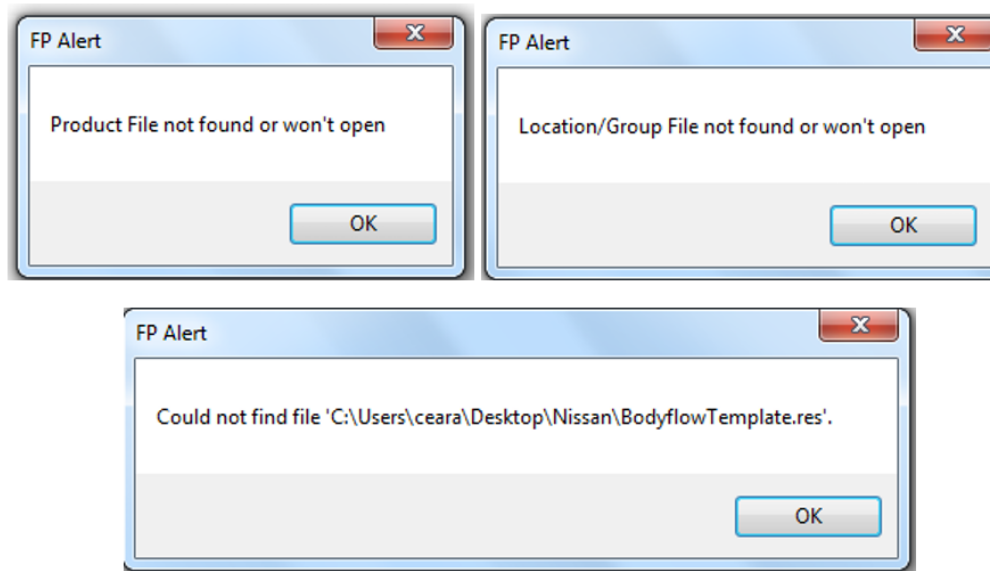 FP Alert
Product File not found or won't open
OK
FP Alert
Location/Group File not found or won't open
OK
FP Alert
Could not find file 'C:\Users\ceara\Desktop\Nissan\BodyflowTemplate.res'.
OK